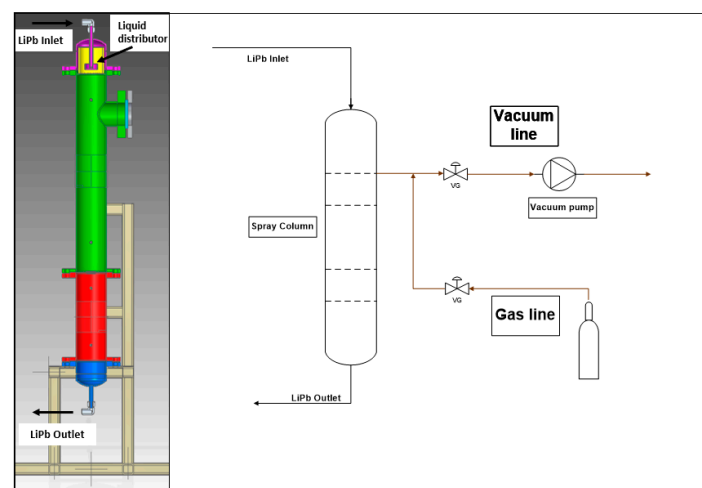 LiPb Inlet
Liquid
distributor
LiPb Outlet
LiPb Inlet
Spray Column
LiPb Outlet
Vacuum
line
VG
Vacuum pump
VG
Gas line